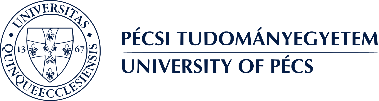 UNIVERSITAS QUINQUEECCLESIENSIS
13 67
PÉCSI TUDOMÁNYEGYETEM
UNIVERSITY OF PÉCS